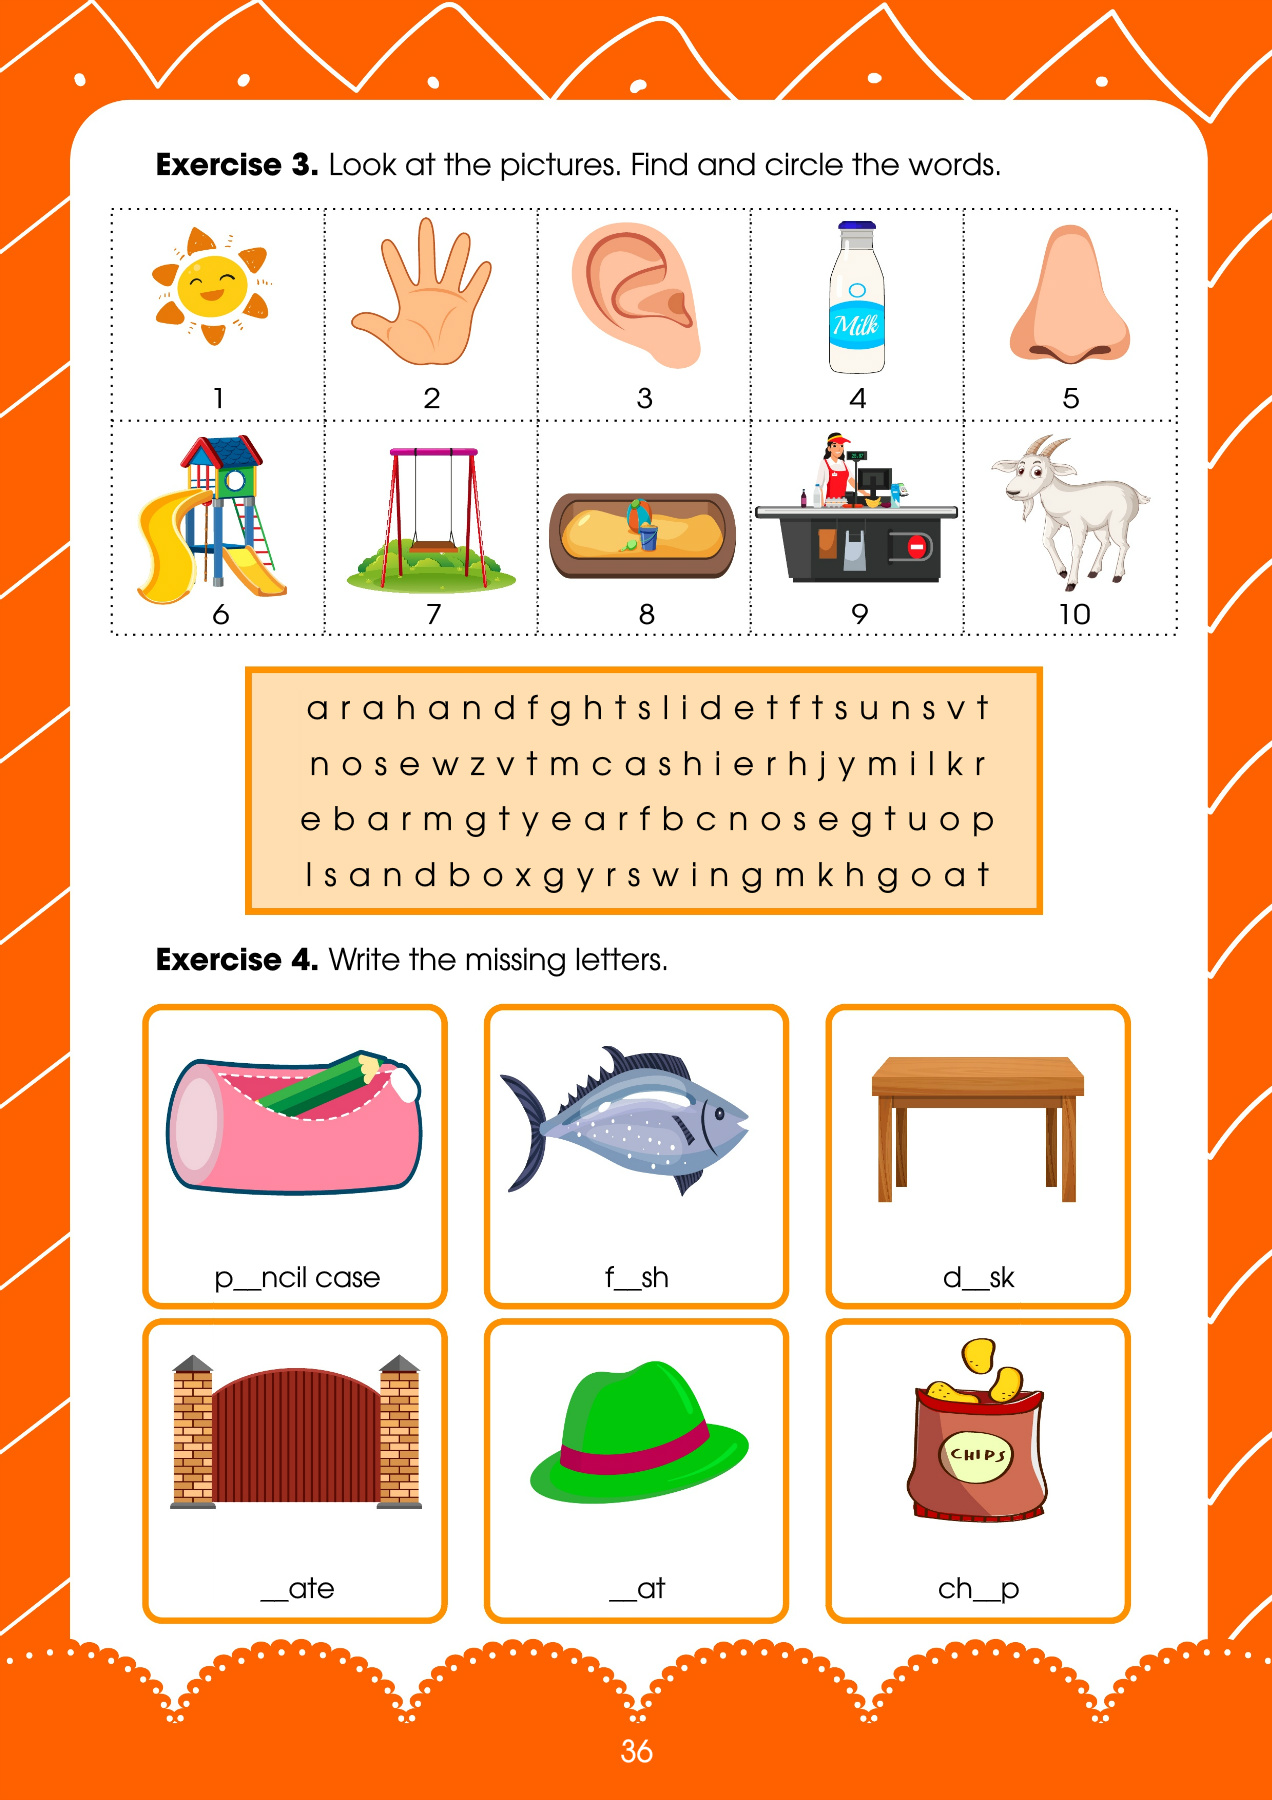 Exercise 3. Look at the pictures. Find and circle the words.
Milk
1 2 3 4 5
6 7 8 9 10
a r a h a n d f g h t s l i d e t f t s u n s v t
n o s e w z v t m c a s h i e r h j y m i l k r
e b a r m g t y e a r f b c n o s e g t u o p
l s a n d b o x g y r s w i n g m k h g o a t
Exercise 4. Write the missing letters.
p__ncil case f__sh d__sk
CHIPS
__ate __at ch__p
36